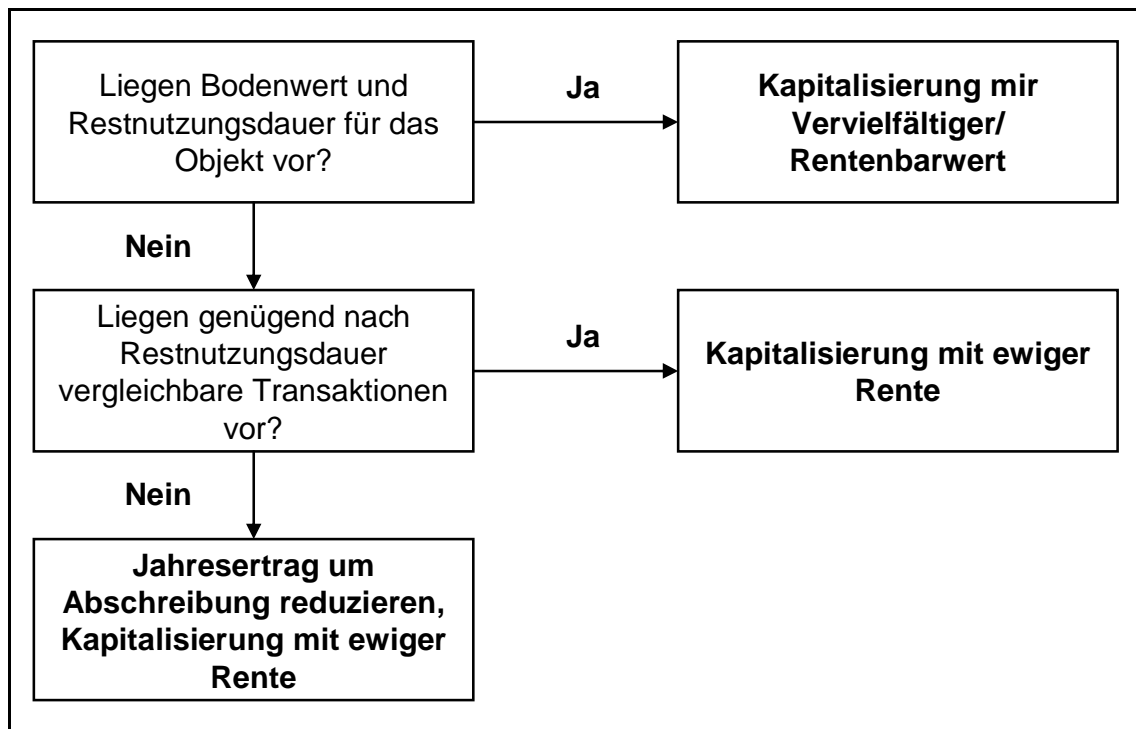 Liegen Bodenwert und
Restnutzungsdauer für das
Objekt vor?
Ja
Kapitalisierung mir
Vervielfältiger/
Rentenbarwert
Nein
Liegen genügend nach
Restnutzungsdauer
vergleichbare Transaktionen
vor?
Ja
Kapitalisierung mit ewiger
Rente
Nein
Jahresertrag um
Abschreibung reduzieren,
Kapitalisierung mit ewiger
Rente